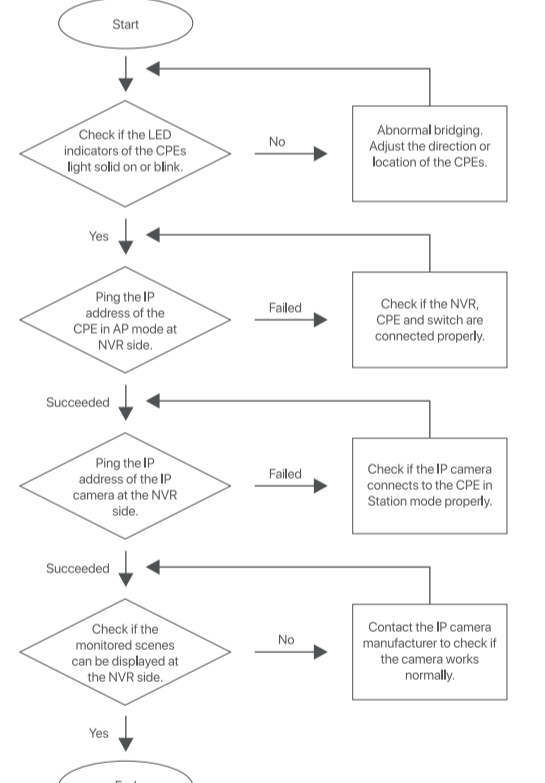 Start
Check if the LED
indicators of the CPEs
light solid on or blink.
No
Abnormal bridging.
Adjust the direction or
location of the CPEs.
Yes
Ping the IP
address of the
CPE in AP mode at
NVR side.
Failed
Check if the NVR,
CPE and switch are
connected properly.
Succeeded
Ping the IP
address of the IP
camera at the NVR
side.
Failed
Check if the IP camera
connects to the CPE in
Station mode properly.
Succeeded
Check if the
monitored scenes
can be displayed at
the NVR side.
No
Contact the IP camera
manufacturer to check if
the camera works
normally.
Yes